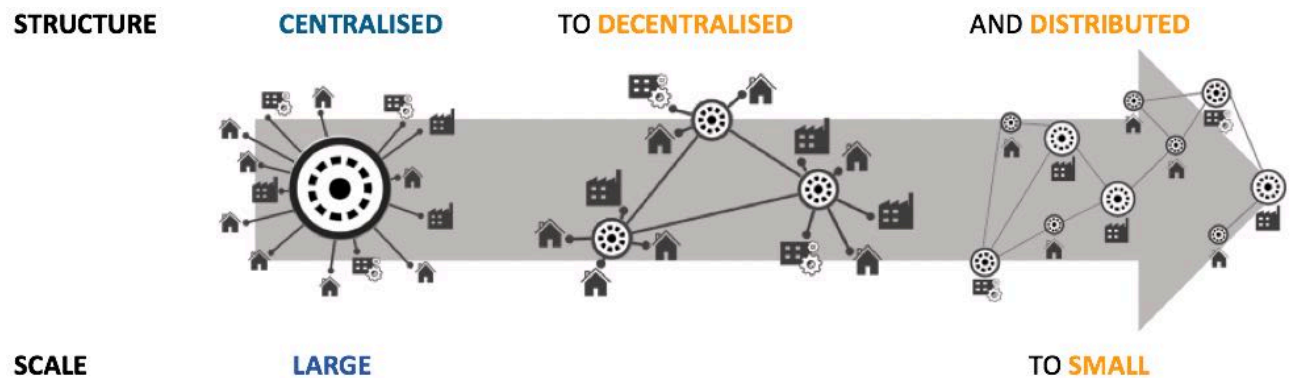 STRUCTURE CENTRALISED TO DECENTRALISED AND DISTRIBUTED
SCALE LARGE TO SMALL